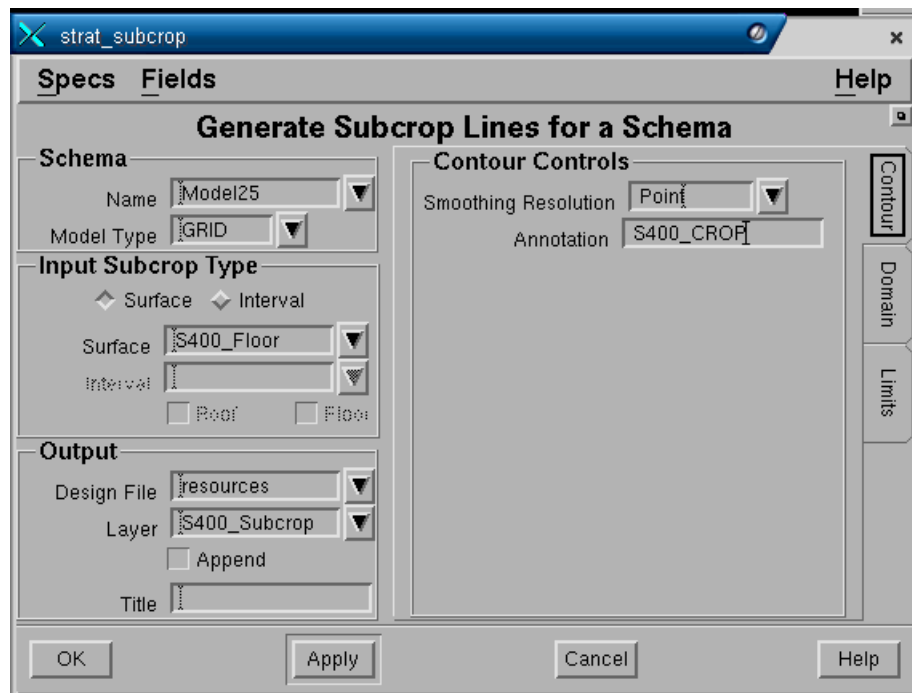 strat_subcrop
Specs Fields Help
Generate Subcrop Lines for a Schema
Schema
Name Model25
Model Type GRID
Input Subcrop Type
Surface Interval
Surface S400_Floor
Interval
Roof Floor
Output
Design File resources
Layer S400_Subcrop
Append
Title
Contour Controls
Smoothing Resolution Point
Annotation S400_CROP
Contour
Domain
Limits
OK Apply Cancel Help